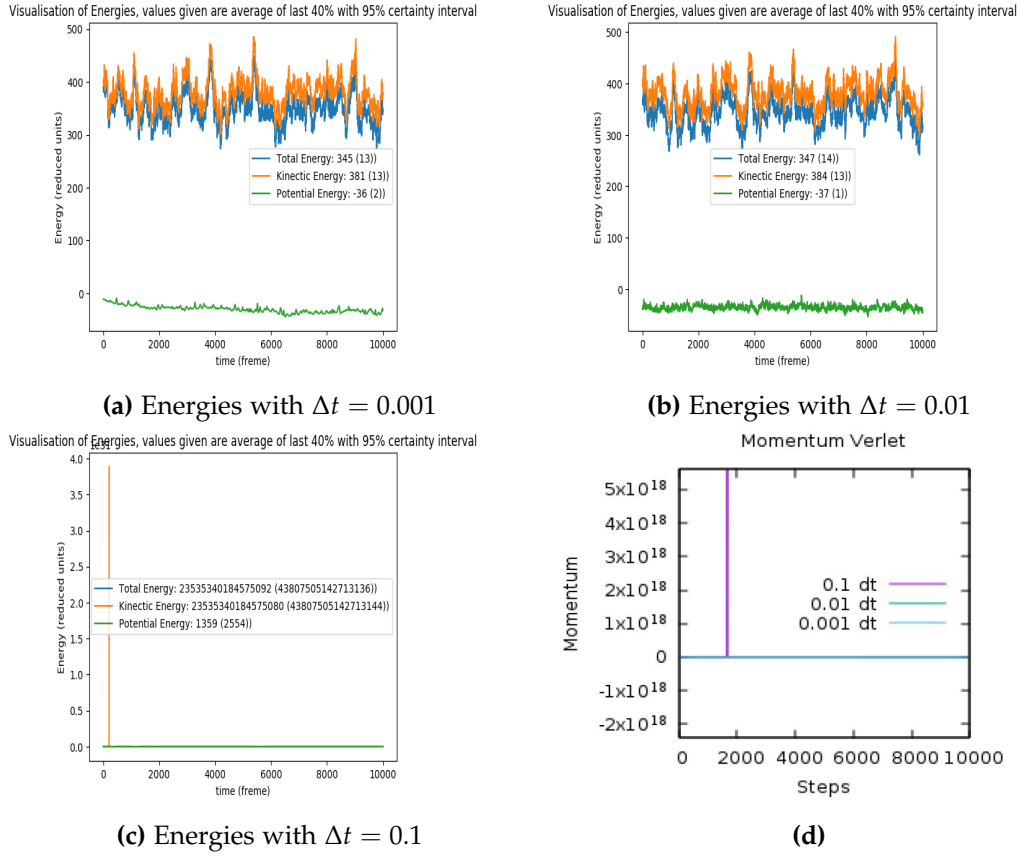 Visualisation of Energies, values given are average of last 40% with 95% certainty interval
500
400
300
200
100
0
Energy (reduced units)
Total Energy: 345 (13))
Kinectic Energy: 381 (13))
Potential Energy: -36 (2))
0 2000 4000 6000 8000 10000
time (freme)
(a) Energies with Δt = 0.001
Visualisation of Energies, values given are average of last 40% with 95% certainty interval
500
400
300
200
100
0
Energy (reduced units)
Total Energy: 347 (14))
Kinectic Energy: 384 (13))
Potential Energy: -37 (1))
0 2000 4000 6000 8000 10000
time (freme)
(b) Energies with Δt = 0.01
Visualisation of Energies, values given are average of last 40% with 95% certainty interval
1e31
4.0
3.5
3.0
2.5
2.0
1.5
1.0
0.5
0.0
Energy (reduced units)
Total Energy: 23535340184575092 (43807505142713136))
Kinectic Energy: 23535340184575080 (43807505142713144))
Potential Energy: 1359 (2554))
0 2000 4000 6000 8000 10000
time (freme)
(c) Energies with Δt = 0.1
Momentum Verlet
5x10^18
4x10^18
3x10^18
2x10^18
1x10^18
0
-1x10^18
-2x10^18
Momentum
0.1 dt
0.01 dt
0.001 dt
0 2000 4000 6000 8000 10000
Steps
(d)